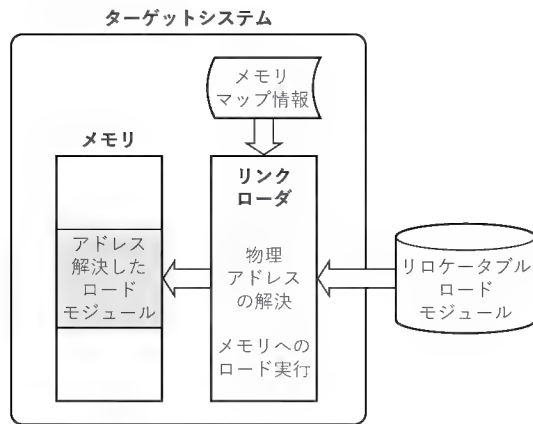 ターゲットシステム
メモリ
マップ情報
メモリ
リンク
ローダ
物理
アドレス
の解決
メモリへの
ロード実行
アドレス
解決した
ロード
モジュール
リロケータブル
ロード
モジュール